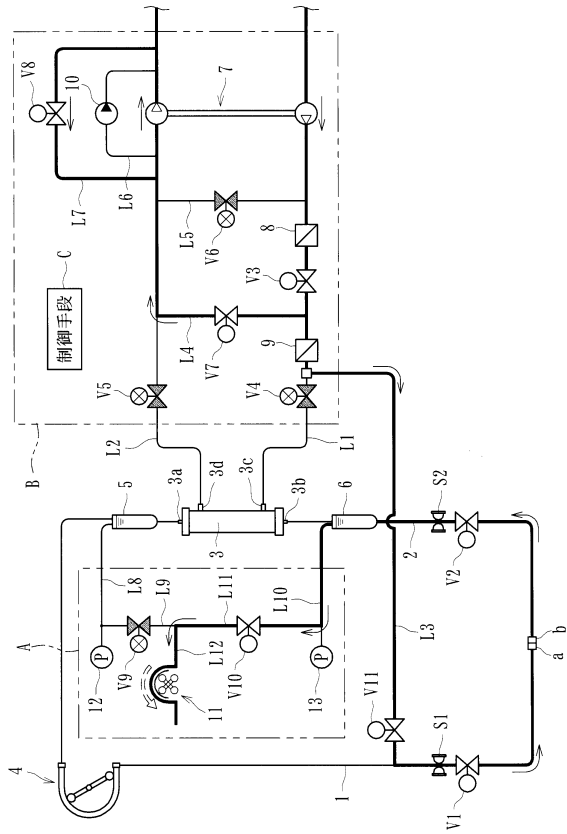 V8
10
7
L6
L7
C
制御手段
L5
V6
8
V3
L4
V7
9
V5
V4
B
L2
L1
3a
3d
3c
3b
3
5
6
S2
2
V2
A
L8
L9
L11
L10
L12
V9
V10
P
12
11
P
13
L3
b
a
V11
S1
4
1
V1